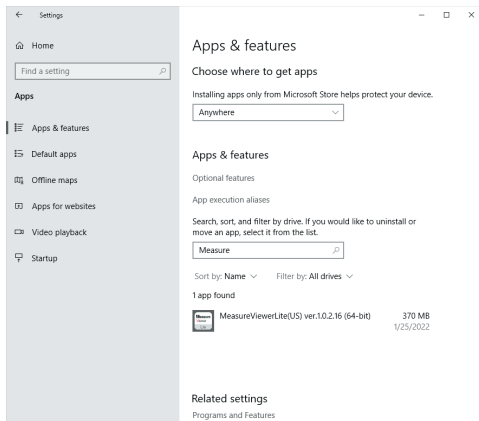 Settings
Home
Find a setting
Apps
Apps & features
Default apps
Offline maps
Apps for websites
Video playback
Startup
Apps & features
Choose where to get apps
Installing apps only from Microsoft Store helps protect your device.
Anywhere
Apps & features
Optional features
App execution aliases
Search, sort, and filter by drive. If you would like to uninstall or
move an app, select it from the list.
Measure
Sort by: Name
Filter by: All drives
1 app found
Measure
MeasureViewerLite(US) ver.1.0.2.16 (64-bit)
370 MB
1/25/2022
Related settings
Programs and Features